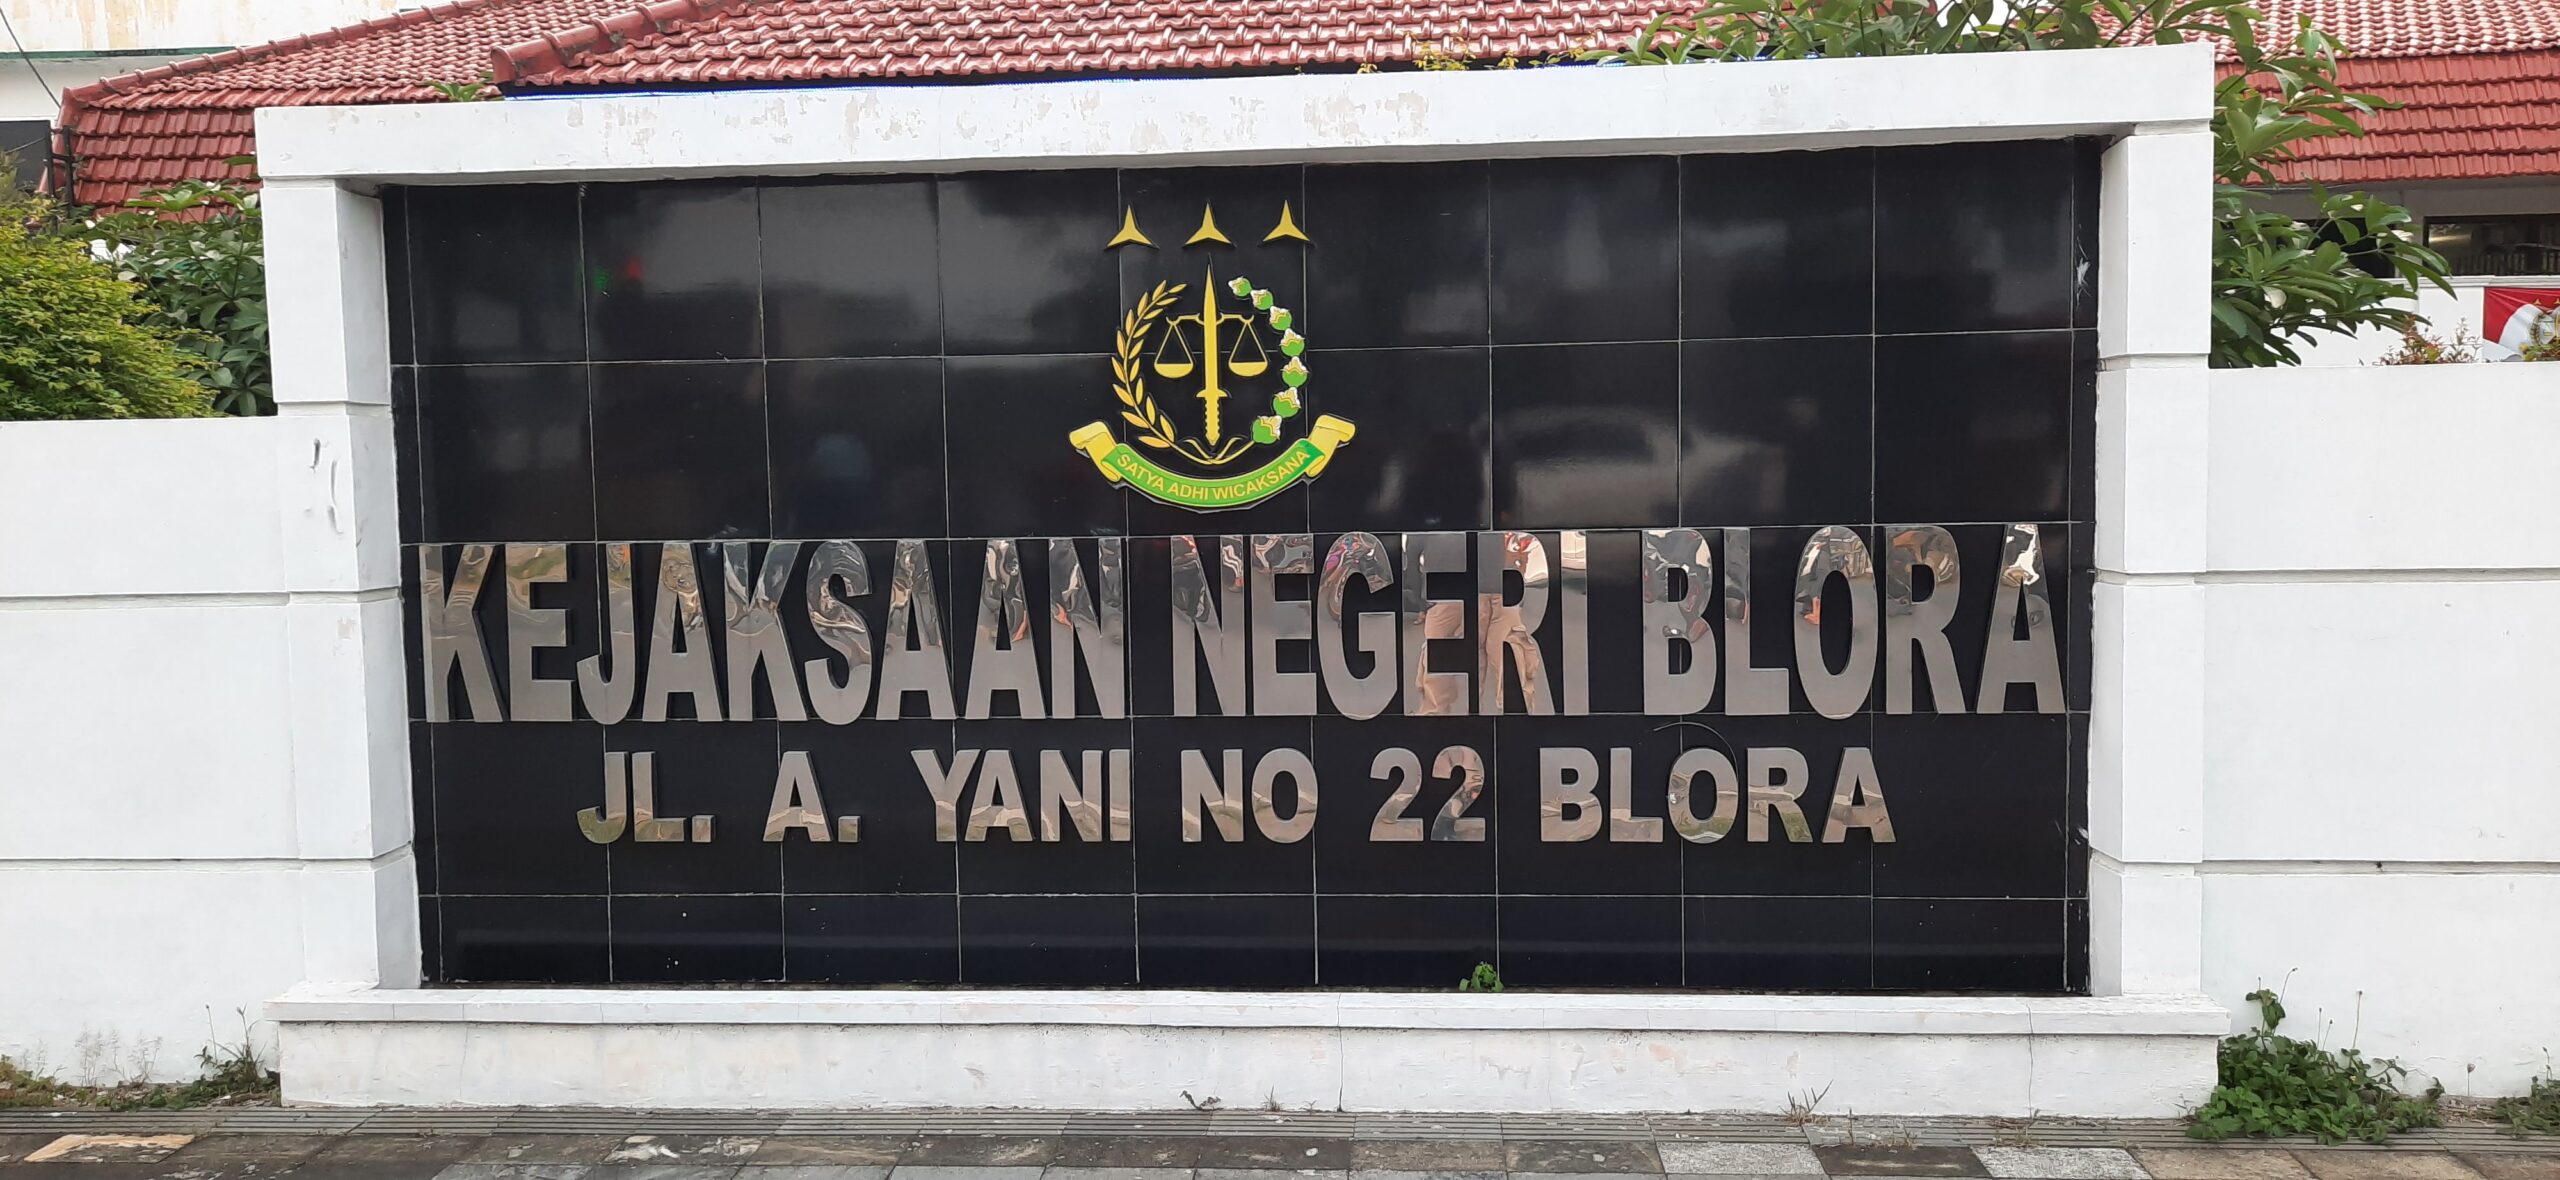 SATYA ADHI WICAKSANA
KEJAKSAAN NEGERI BLORA
JL. A. YANI NO 22 BLORA